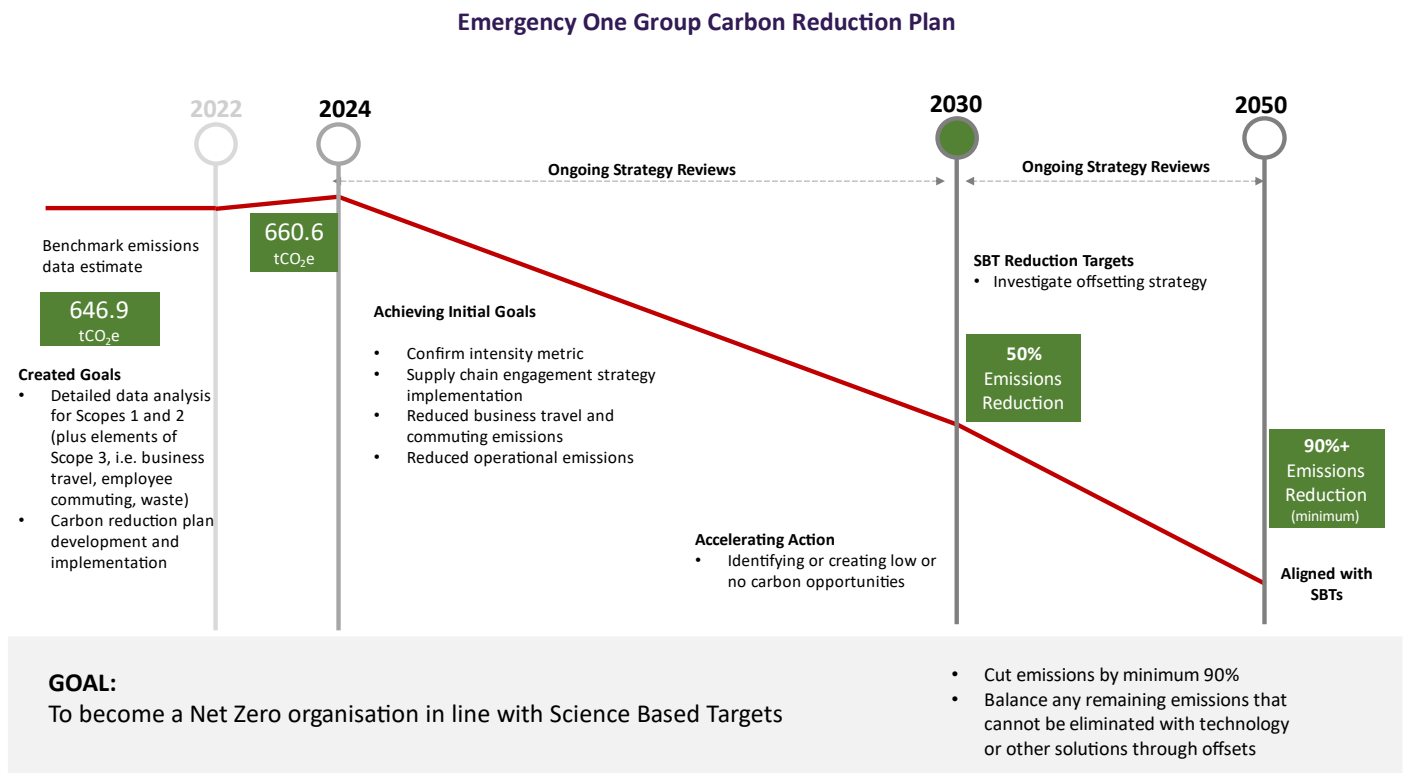 Emergency One Group Carbon Reduction Plan
2022
2024
2030
2050
Ongoing Strategy Reviews
Ongoing Strategy Reviews
Benchmark emissions
data estimate
646.9
tCO₂e
660.6
tCO₂e
Created Goals
• Detailed data analysis
for Scopes 1 and 2
(plus elements of
Scope 3, i.e. business
travel, employee
commuting, waste)
• Carbon reduction plan
development and
implementation
Achieving Initial Goals
• Confirm intensity metric
• Supply chain engagement strategy
implementation
• Reduced business travel and
commuting emissions
• Reduced operational emissions
Accelerating Action
• Identifying or creating low or
no carbon opportunities
SBT Reduction Targets
• Investigate offsetting strategy
50%
Emissions
Reduction
90%+
Emissions
Reduction
(minimum)
Aligned with
SBTs
GOAL:
To become a Net Zero organisation in line with Science Based Targets
• Cut emissions by minimum 90%
• Balance any remaining emissions that
cannot be eliminated with technology
or other solutions through offsets